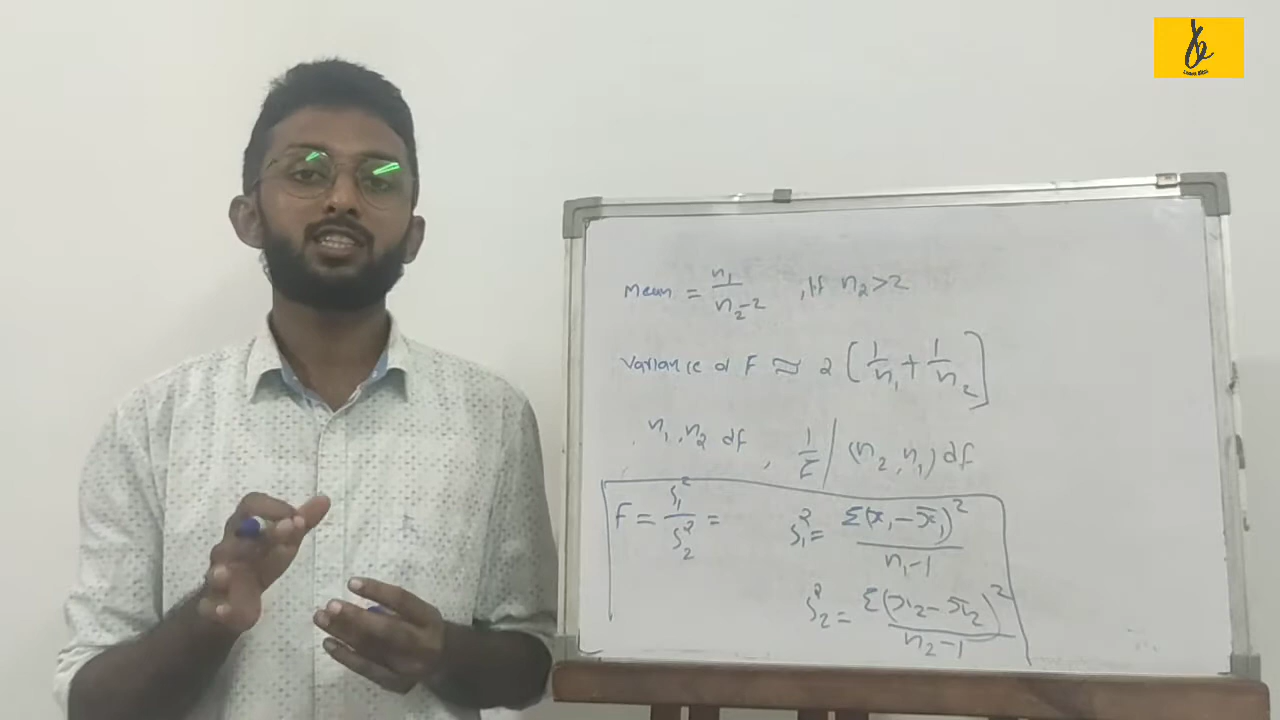 Mean = n₁ / n₂-2 , If n₂>2
Variance of F ≈ 2 [1/n₁ + 1/n₂]
n₁, n₂ df , 1/F | (n₂, n₁) df
F = S₁² / S₂² = S₁² = Σ(x₁ - x̄₁)² / n₁-1
S₂² = Σ(x₂ - x̄₂)² / n₂-1